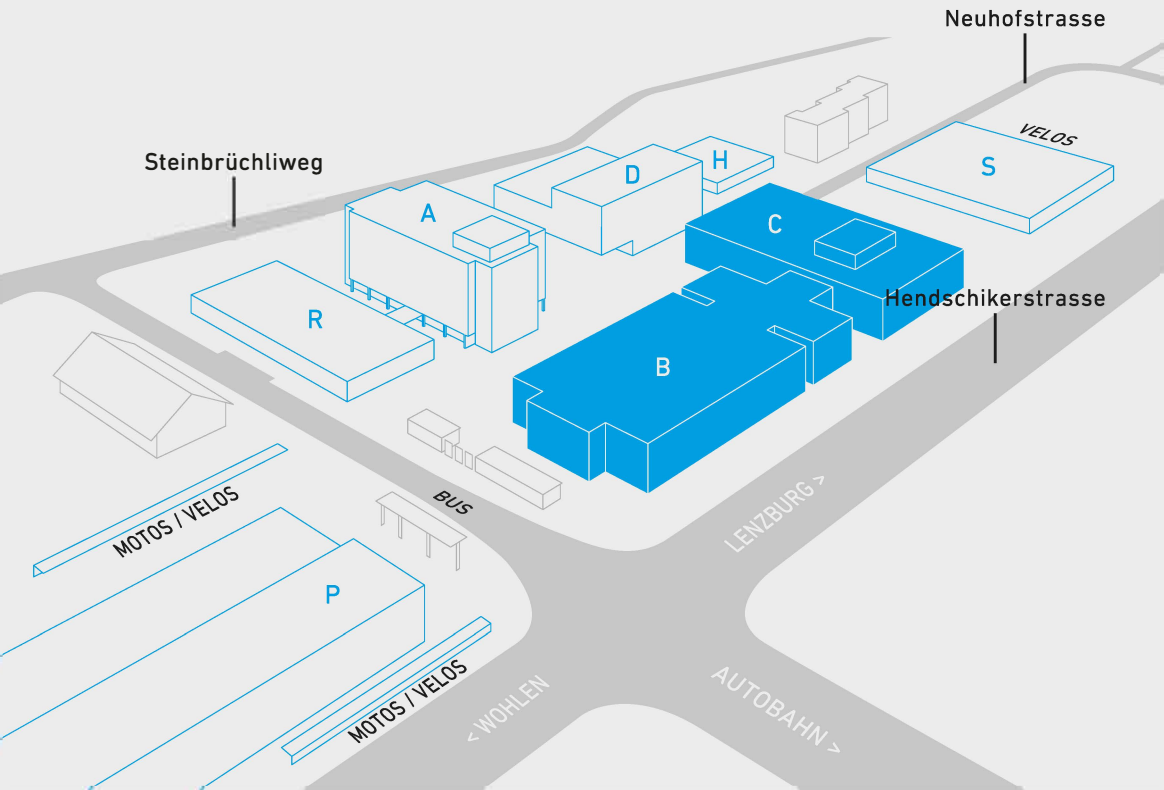 Neuhofstrasse
VELOS
Steinbrüchliweg
H
S
D
A
C
Hendschikerstrasse
R
B
BUS
LENZBURG >
MOTOS / VELOS
P
MOTOS / VELOS
< WOHLEN
AUTOBAHN >